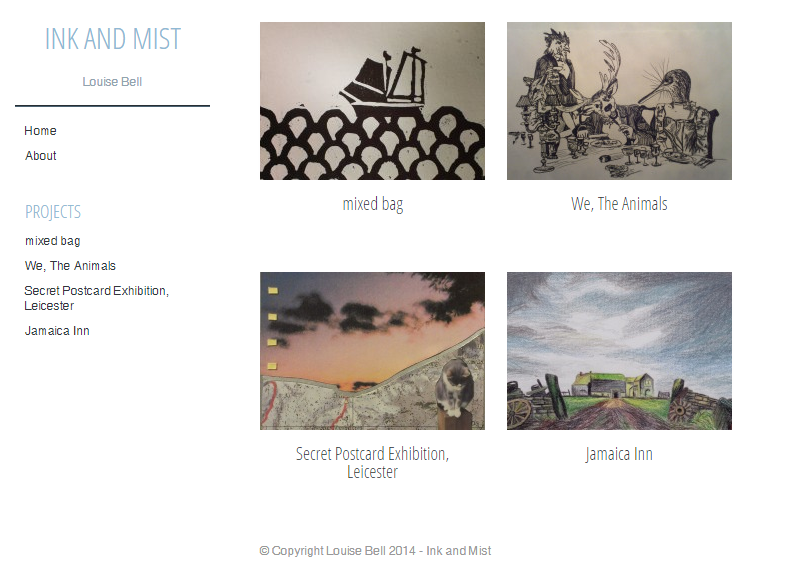 INK AND MIST
Louise Bell
Home
About
PROJECTS
mixed bag
We, The Animals
Secret Postcard Exhibition,
Leicester
Jamaica Inn
mixed bag
We, The Animals
Secret Postcard Exhibition,
Leicester
Jamaica Inn
© Copyright Louise Bell 2014 - Ink and Mist